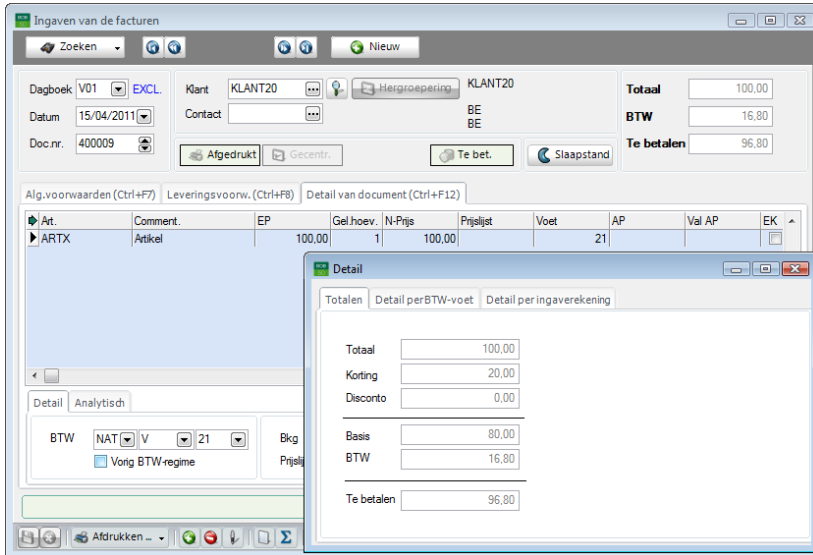 Ingaven van de facturen
Zoeken Nieuw
Dagboek V01 EXCL. Klant KLANT20 Hergroepering KLANT20 Totaal 100,00
Datum 15/04/2011 Contact BE BTW 16,80
BE
Doc.nr. 400009 Afgedrukt Gecentr. Te bet. Slaapstand Te betalen 96,80
Alg.voorwaarden (Ctrl+F7) Leveringsvoorw. (Ctrl+F8) Detail van document (Ctrl+F12)
Art. Comment. EP Gel.hoev. N-Prijs Prijslijst Voet AP Val AP EK
ARTX Artikel 100,00 1 100,00 21
Detail
Totalen Detail perBTW-voet Detail per ingaverekening
Totaal 100,00
Korting 20,00
Disconto 0,00
Basis 80,00
BTW 16,80
Te betalen 96,80
Detail Analytisch
BTW NAT V 21 Bkg
Vorig BTW-regime Prijslij
Afdrukken ...